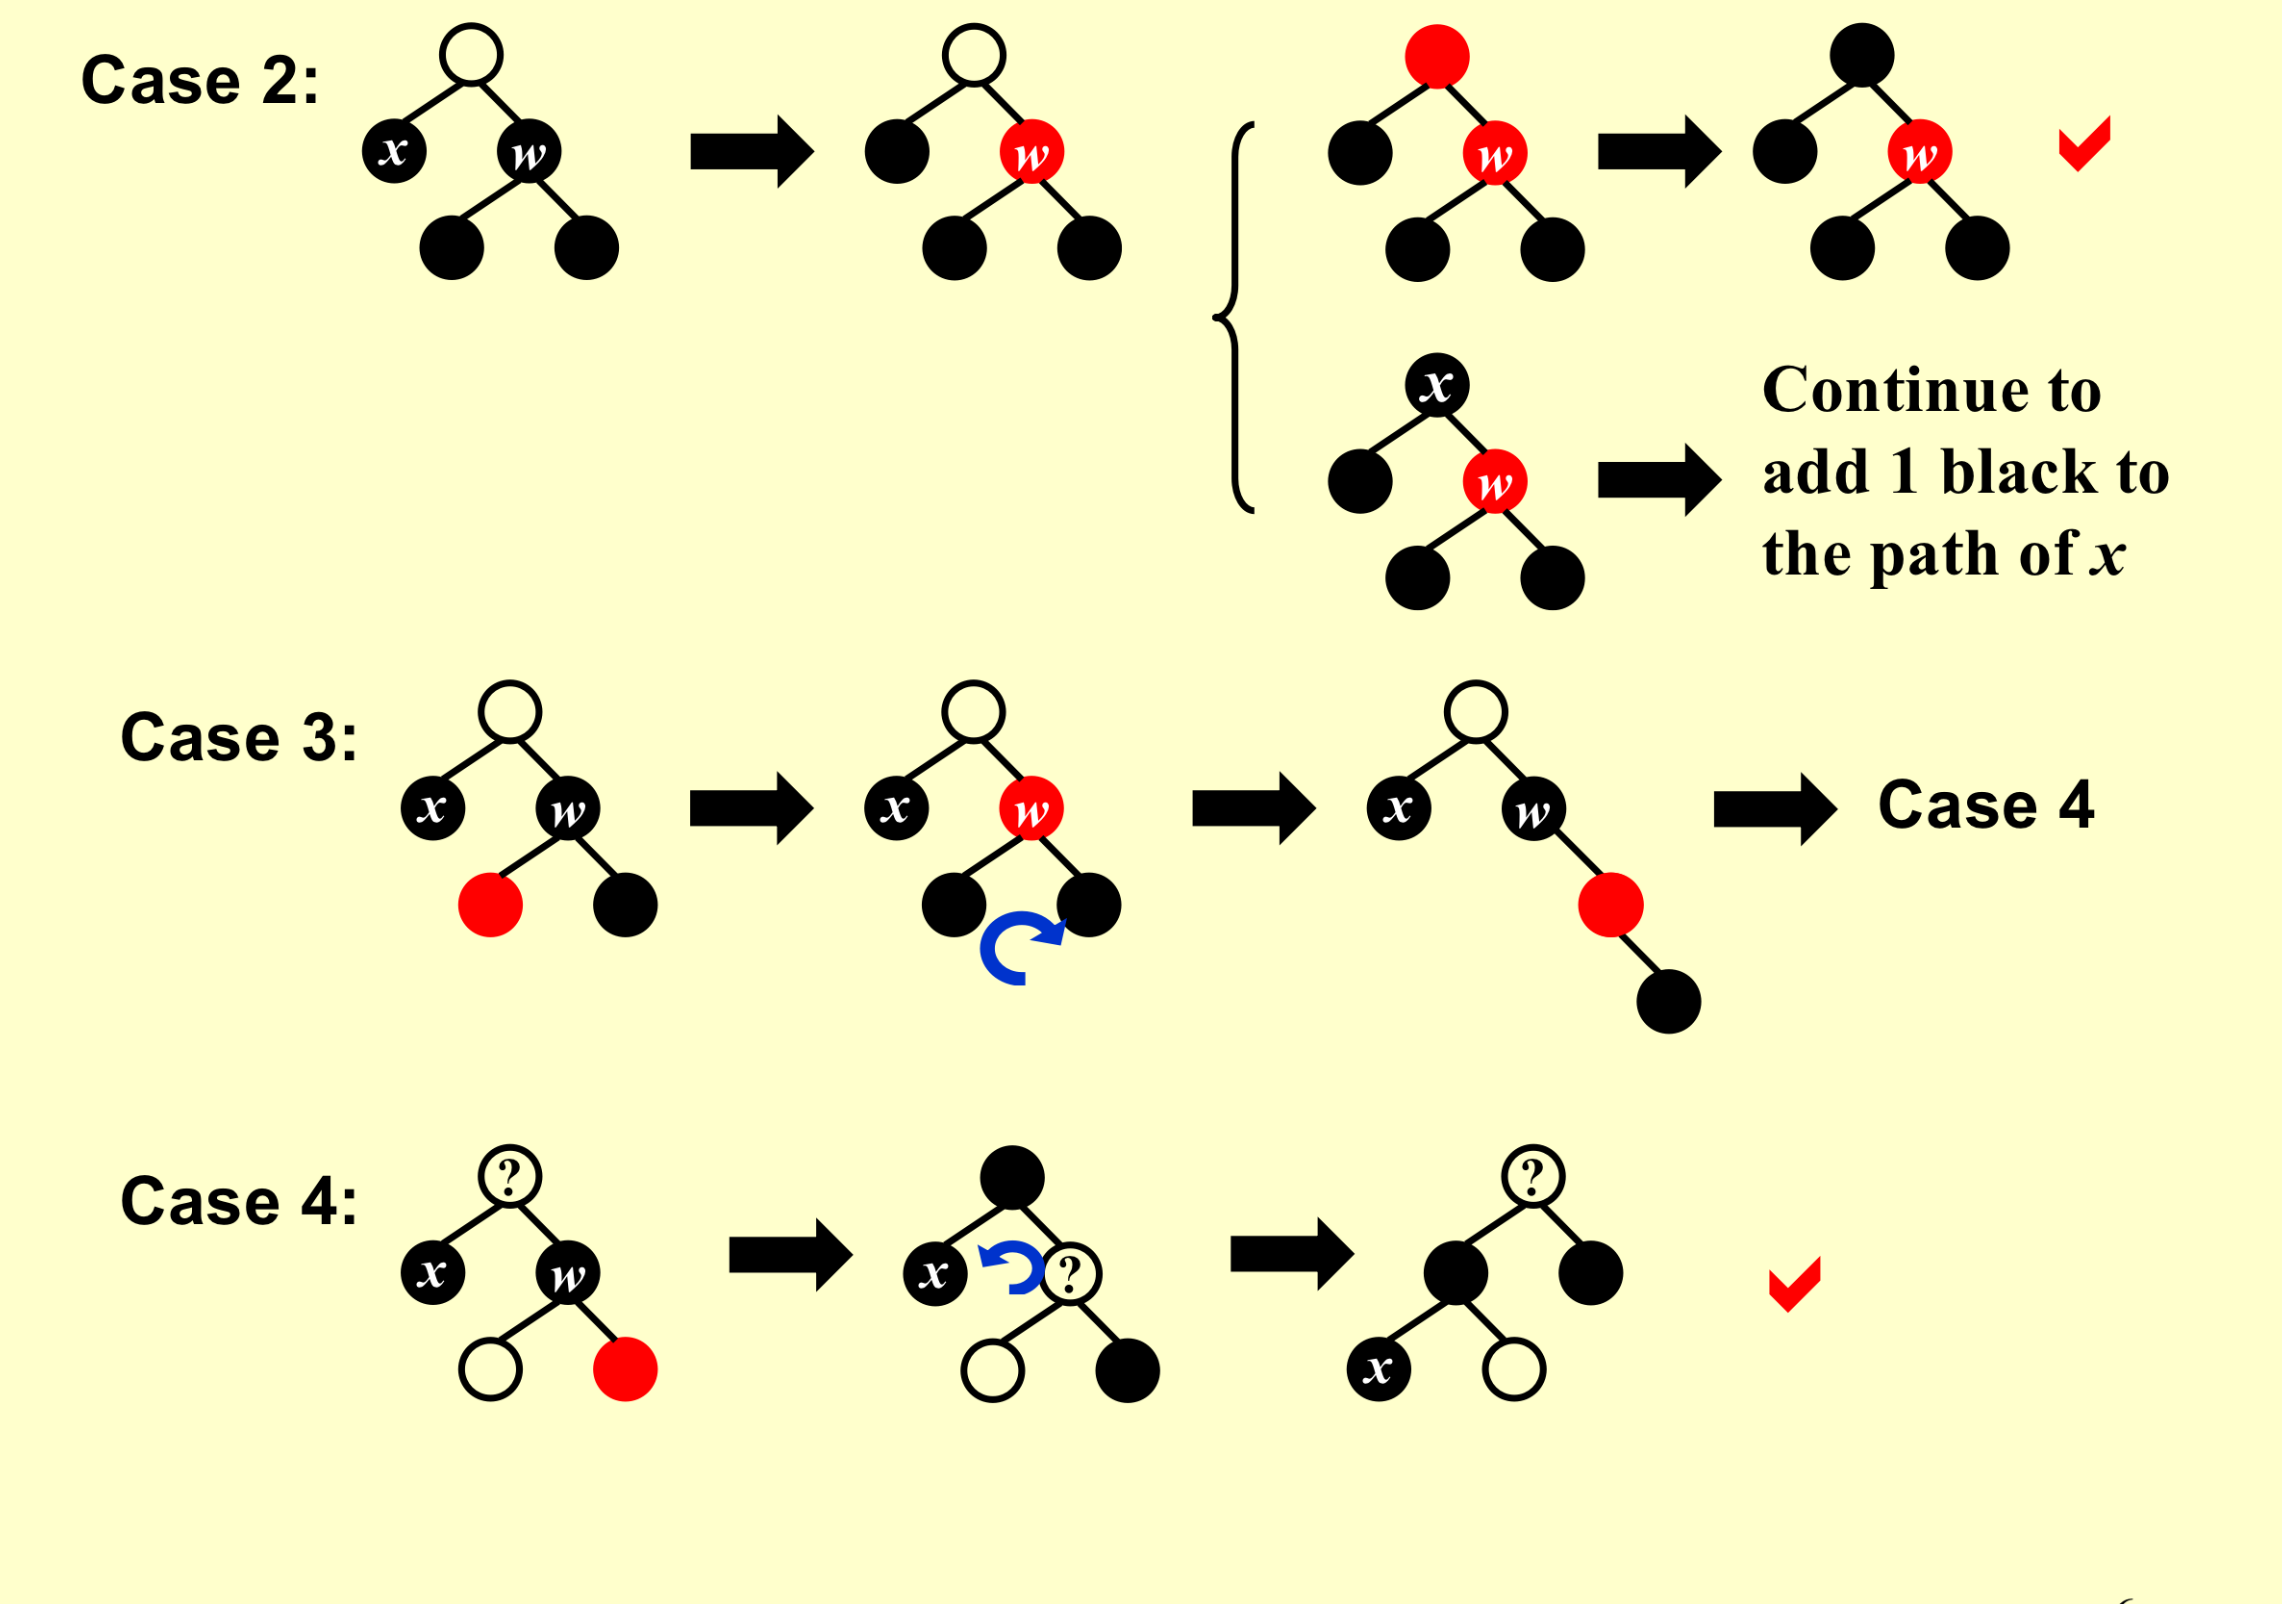 Case 2:
x w
w
w
w
x
w
Continue to
add 1 black to
the path of x
Case 3:
x w
x w
x w
Case 4
Case 4:
?
x w
x ?
?
x